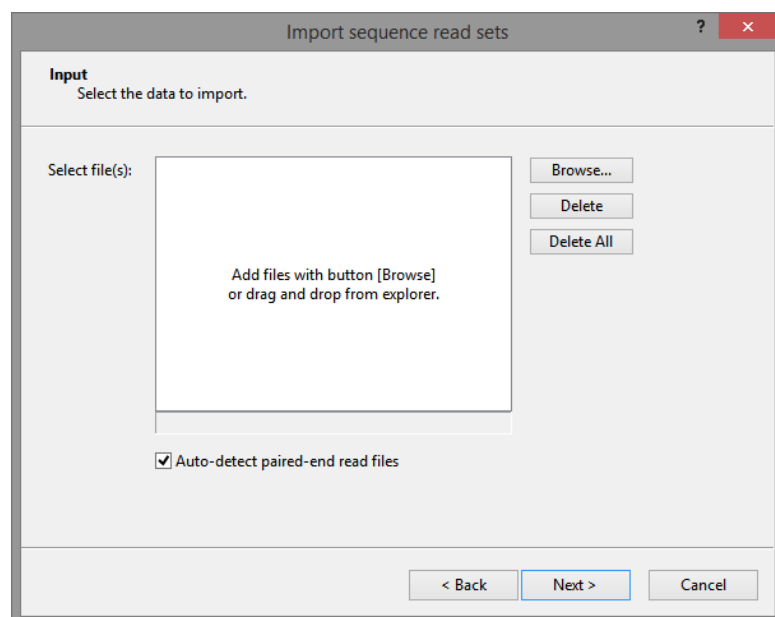 Import sequence read sets
?
Input
Select the data to import.
Select file(s):
Browse...
Delete
Delete All
Add files with button [Browse]
or drag and drop from explorer.
Auto-detect paired-end read files
< Back
Next >
Cancel